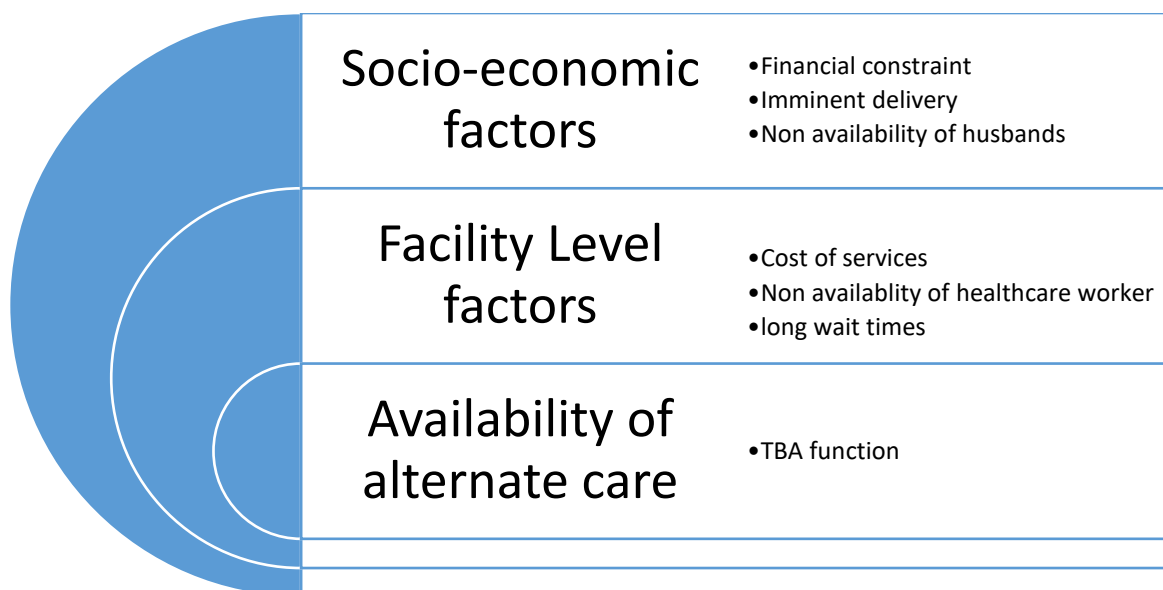 Socio-economic
factors
•Financial constraint
•Imminent delivery
•Non availability of husbands
Facility Level
factors
•Cost of services
•Non availablity of healthcare worker
•long wait times
Availability of
alternate care
•TBA function